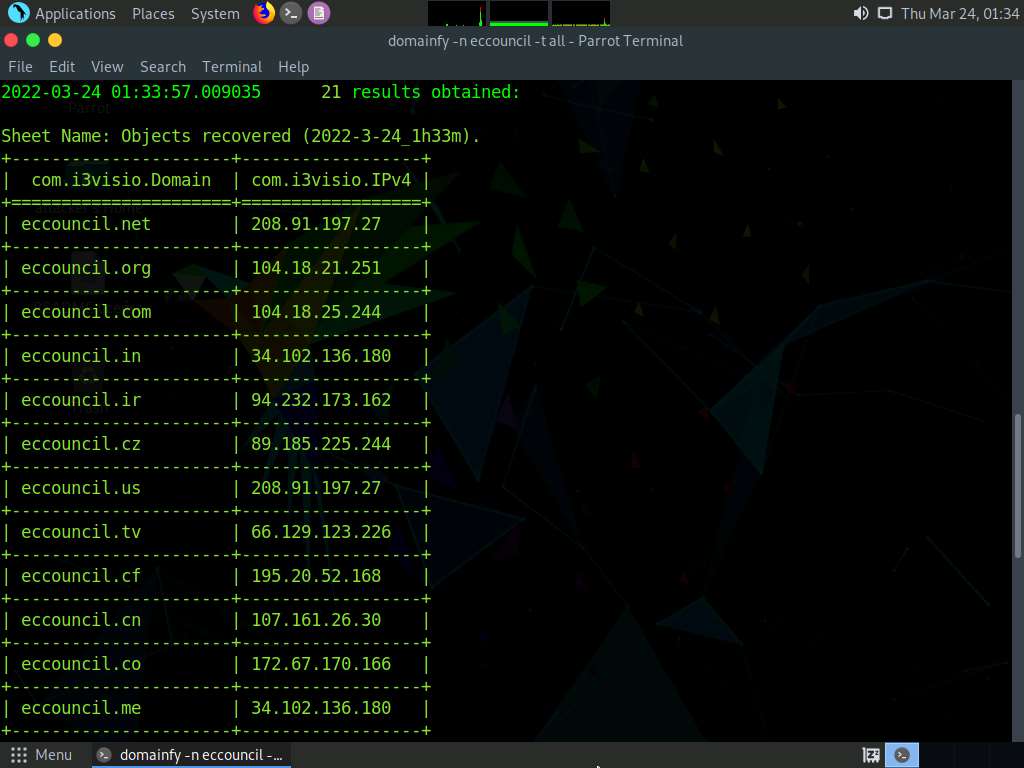 Applications Places System Thu Mar 24, 01:34
domainfy -n eccouncil -t all - Parrot Terminal
File Edit View Search Terminal Help
2022-03-24 01:33:57.009035      21 results obtained:
Sheet Name: Objects recovered (2022-3-24_1h33m).
+----------------------+------------------+
|  com.i3visio.Domain  | com.i3visio.IPv4 |
+======================+==================+
| eccouncil.net        | 208.91.197.27    |
+----------------------+------------------+
| eccouncil.org        | 104.18.21.251    |
+----------------------+------------------+
| eccouncil.com        | 104.18.25.244    |
+----------------------+------------------+
| eccouncil.in         | 34.102.136.180   |
+----------------------+------------------+
| eccouncil.ir         | 94.232.173.162   |
+----------------------+------------------+
| eccouncil.cz         | 89.185.225.244   |
+----------------------+------------------+
| eccouncil.us         | 208.91.197.27    |
+----------------------+------------------+
| eccouncil.tv         | 66.129.123.226   |
+----------------------+------------------+
| eccouncil.cf         | 195.20.52.168    |
+----------------------+------------------+
| eccouncil.cn         | 107.161.26.30    |
+----------------------+------------------+
| eccouncil.co         | 172.67.170.166   |
+----------------------+------------------+
| eccouncil.me         | 34.102.136.180   |
+----------------------+------------------+
Menu domainfy -n eccouncil -...